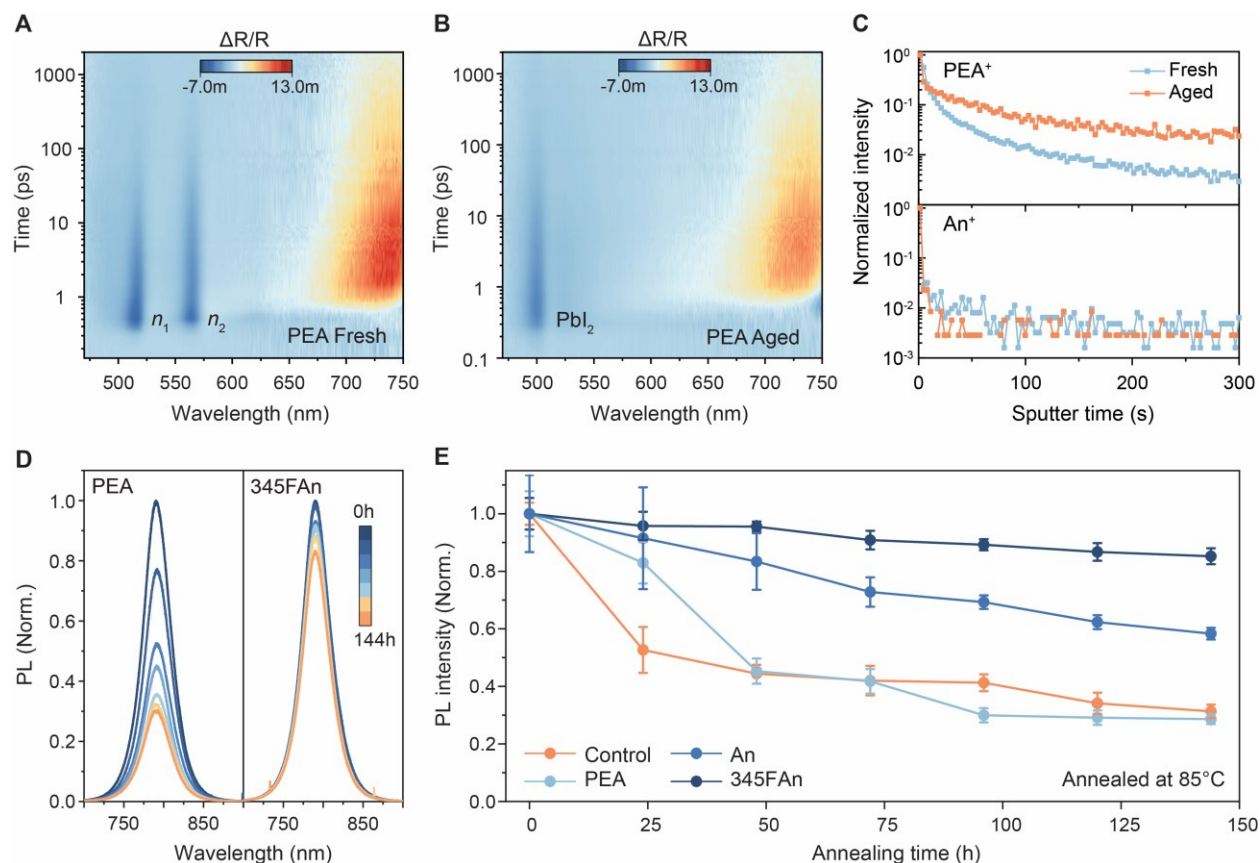 A
ΔR/R
-7.0m 13.0m
1000
100
10
1
Time (ps)
n1 n2 PEA Fresh
500 550 600 650 700 750
Wavelength (nm)
B
ΔR/R
-7.0m 13.0m
1000
100
10
1
0.1
Time (ps)
PbI2 PEA Aged
500 550 600 650 700 750
Wavelength (nm)
C
Normalized intensity
10^0
10^-1
10^-2
PEA+
Fresh
Aged
10^0
10^-1
10^-2
10^-3
An+
0 100 200 300
Sputter time (s)
D
PL (Norm.)
1.0
0.8
0.6
0.4
0.2
0.0
PEA 345FAn
0h
144h
750 850 750 850
Wavelength (nm)
E
PL intensity (Norm.)
1.0
0.8
0.6
0.4
0.2
0.0
Control An
PEA 345FAn
Annealed at 85°C
0 25 50 75 100 125 150
Annealing time (h)